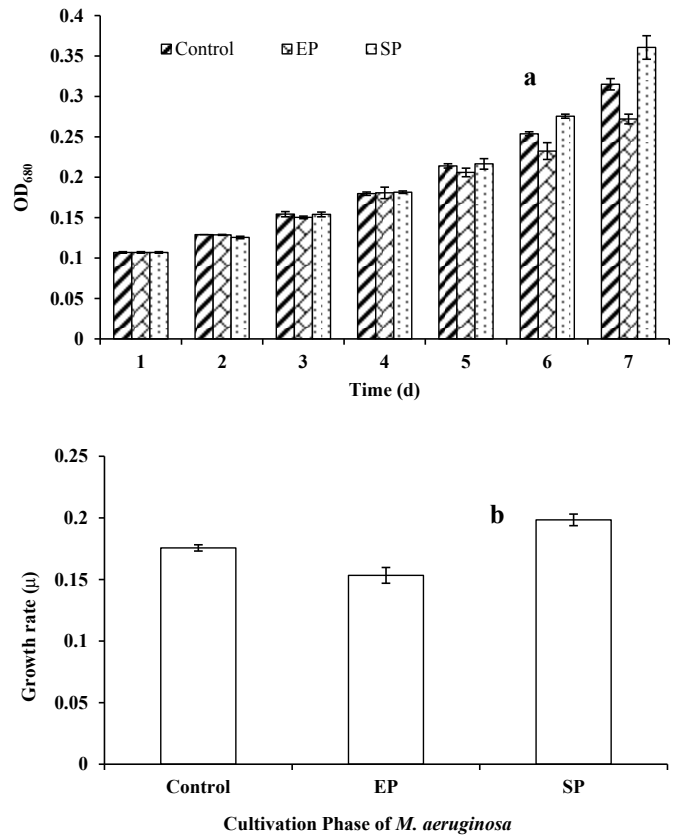 0.4
Control EP SP
0.35
a
0.3
0.25
0.2
0.15
0.1
0.05
0
OD680
1 2 3 4 5 6 7
Time (d)
0.25
b
0.2
0.15
0.1
0.05
0
Growth rate (μ)
Control EP SP
Cultivation Phase of M. aeruginosa